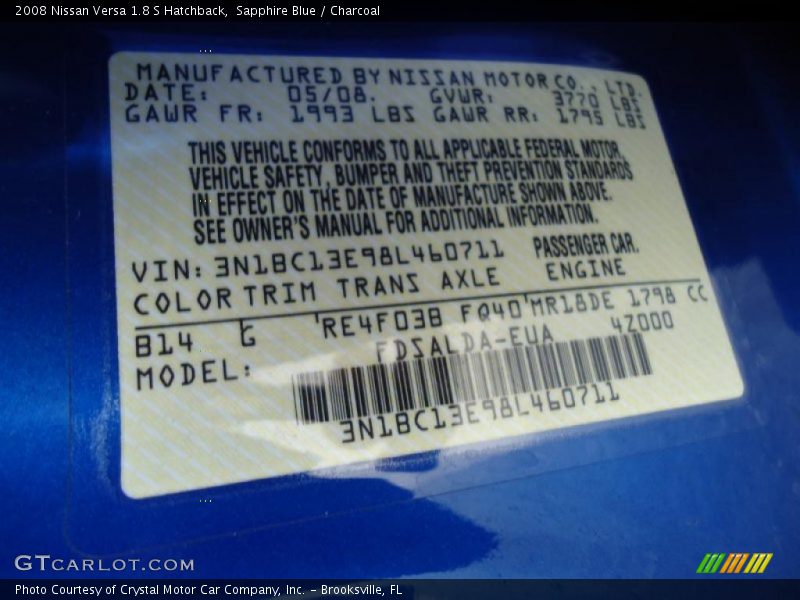 2008 Nissan Versa 1.8 S Hatchback,  Sapphire Blue / Charcoal
MANUFACTURED BY NISSAN MOTOR CO., LTD.
DATE: 05/08. GVWR: 3770 LBS
GAWR FR: 1993 LBS GAWR RR: 1795 LBS
THIS VEHICLE CONFORMS TO ALL APPLICABLE FEDERAL MOTOR
VEHICLE SAFETY, BUMPER AND THEFT PREVENTION STANDARDS
IN EFFECT ON THE DATE OF MANUFACTURE SHOWN ABOVE.
SEE OWNER'S MANUAL FOR ADDITIONAL INFORMATION.
VIN: 3N1BC13E98L460711 PASSENGER CAR.
COLOR TRIM TRANS AXLE ENGINE
B14 G RE4F03B FQ40 MR18DE 1798 CC
MODEL: FDSALDA-EUA 4Z000
3N1BC13E98L460711
GTCARLOT.COM
Photo Courtesy of Crystal Motor Car Company, Inc. – Brooksville, FL